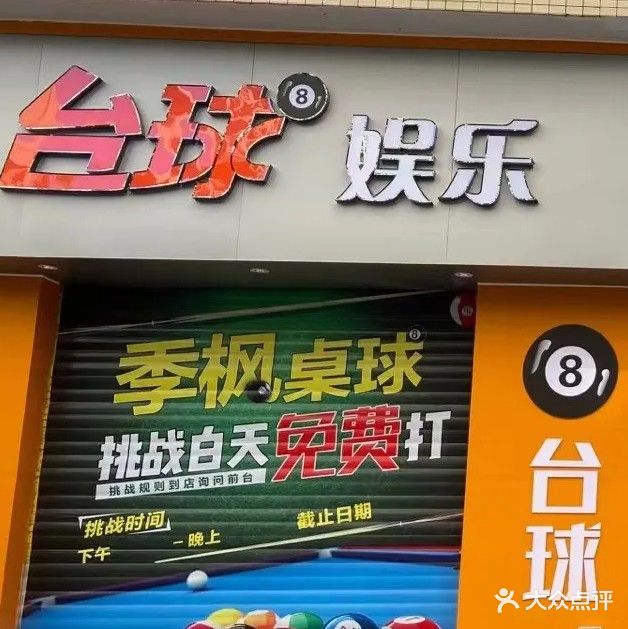 台球8 娱乐
季枫桌球8
挑战白天免费打
挑战规则到店询问前台
挑战时间
截止日期
下午 一晚上
8
台球
大众点评